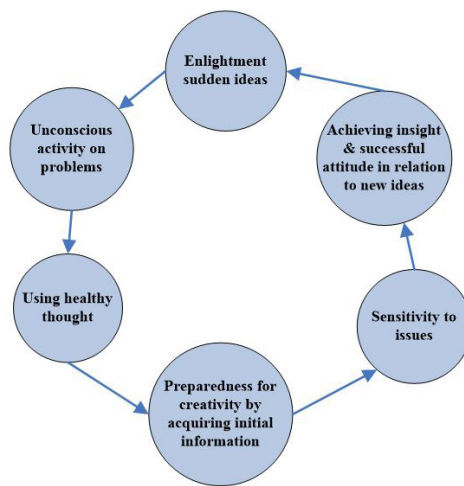 Enlightment
sudden ideas
Unconscious
activity on
problems
Achieving insight
& successful
attitude in relation
to new ideas
Using healthy
thought
Sensitivity to
issues
Preparedness for
creativity by
acquiring initial
information